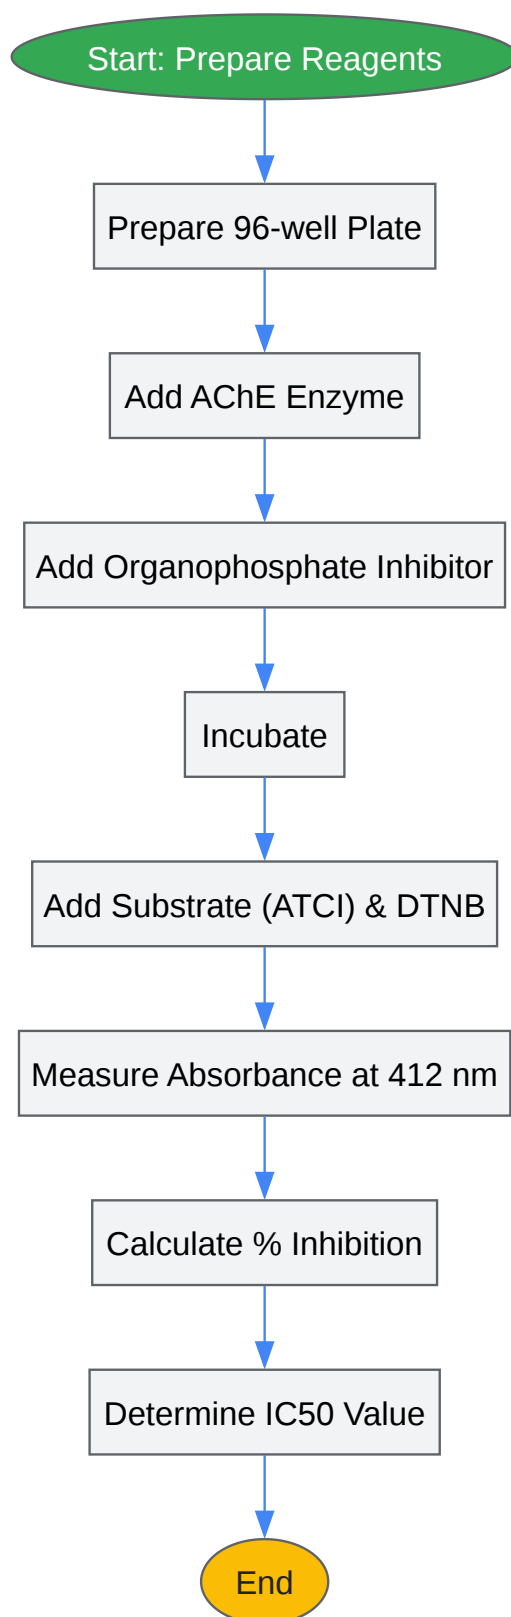 Start: Prepare Reagents
Prepare 96-well Plate
Add AChE Enzyme
Add Organophosphate Inhibitor
Incubate
Add Substrate (ATCI) & DTNB
Measure Absorbance at 412 nm
Calculate % Inhibition
Determine IC50 Value
End